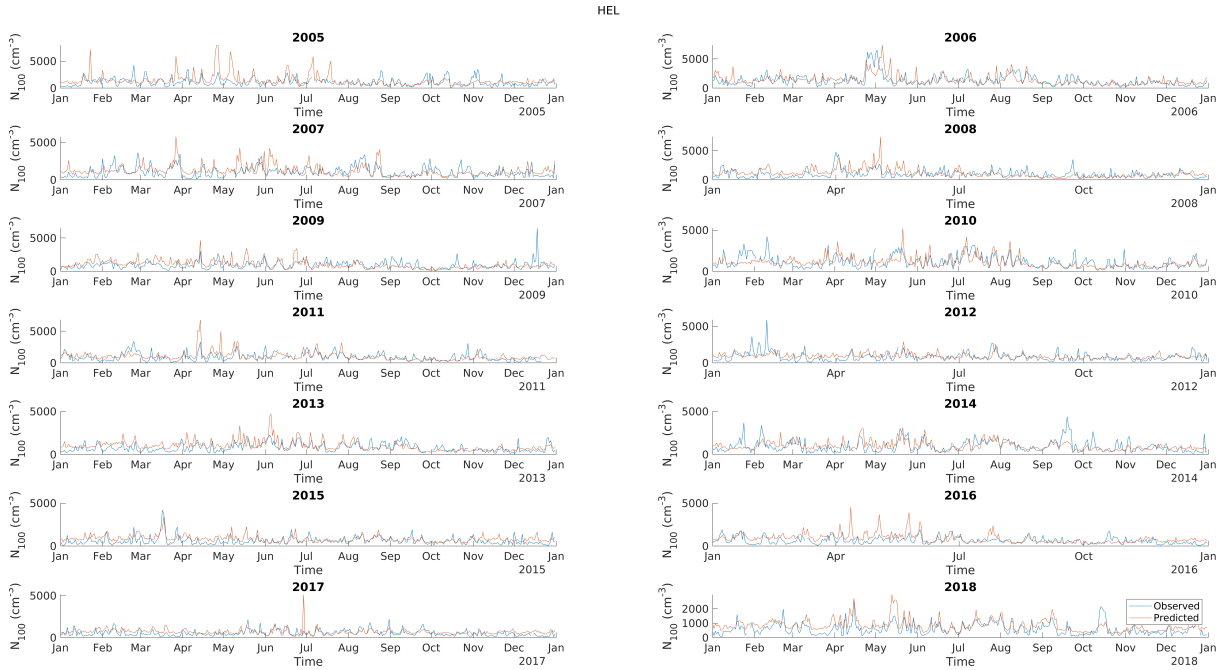 HEL
2005
N100 (cm-3)
5000
0
Jan Feb Mar Apr May Jun Jul Aug Sep Oct Nov Dec Jan
Time
2005
2006
N100 (cm-3)
5000
0
Jan Feb Mar Apr May Jun Jul Aug Sep Oct Nov Dec Jan
Time
2006
2007
N100 (cm-3)
5000
0
Jan Feb Mar Apr May Jun Jul Aug Sep Oct Nov Dec Jan
Time
2007
2008
N100 (cm-3)
5000
0
Jan Apr Jul Oct Jan
Time
2008
2009
N100 (cm-3)
5000
0
Jan Feb Mar Apr May Jun Jul Aug Sep Oct Nov Dec Jan
Time
2009
2010
N100 (cm-3)
5000
0
Jan Feb Mar Apr May Jun Jul Aug Sep Oct Nov Dec Jan
Time
2010
2011
N100 (cm-3)
5000
0
Jan Feb Mar Apr May Jun Jul Aug Sep Oct Nov Dec Jan
Time
2011
2012
N100 (cm-3)
5000
0
Jan Apr Jul Oct Jan
Time
2012
2013
N100 (cm-3)
5000
0
Jan Feb Mar Apr May Jun Jul Aug Sep Oct Nov Dec Jan
Time
2013
2014
N100 (cm-3)
5000
0
Jan Feb Mar Apr May Jun Jul Aug Sep Oct Nov Dec Jan
Time
2014
2015
N100 (cm-3)
5000
0
Jan Feb Mar Apr May Jun Jul Aug Sep Oct Nov Dec Jan
Time
2015
2016
N100 (cm-3)
5000
0
Jan Apr Jul Oct Jan
Time
2016
2017
N100 (cm-3)
5000
0
Jan Feb Mar Apr May Jun Jul Aug Sep Oct Nov Dec Jan
Time
2017
2018
N100 (cm-3)
2000
1000
0
Observed
Predicted
Jan Feb Mar Apr May Jun Jul Aug Sep Oct Nov Dec Jan
Time
2018